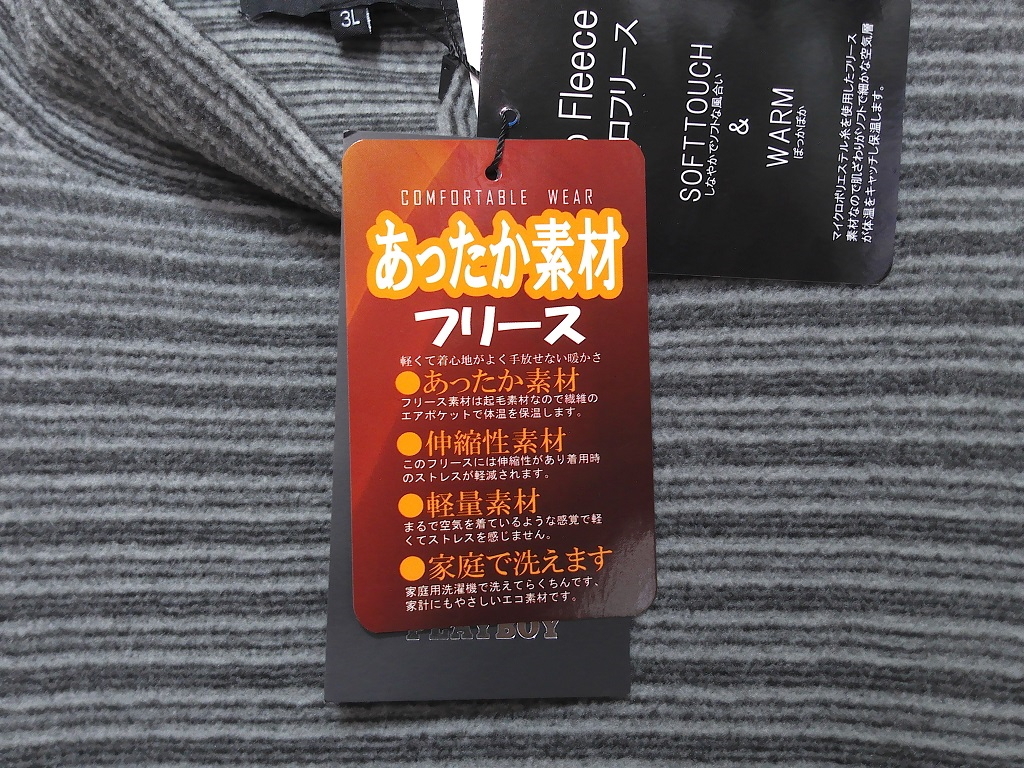 3L
COMFORTABLE WEAR
あったか素材
フリース
軽くて着心地がよく手放せない暖かさ
●あったか素材
フリース素材は起毛素材なので繊維の
エアポケットで体温を保温します。
●伸縮性素材
このフリースには伸縮性があり着用時
のストレスが軽減されます。
●軽量素材
まるで空気を着ているような感覚で軽
くてストレスを感じません。
●家庭で洗えます
家庭用洗濯機で洗えてらくちんです、
家計にもやさしいエコ素材です。
PLAYBOY
Fleece
ロフリース
SOFTTOUCH
しなやかでソフトな風合い
&
WARM
ぽっかぽか
マイクロポリエステル糸を使用したフリース
素材なので肌ざわりがソフトで細かな空気層
が体温をキャッチし保温します。